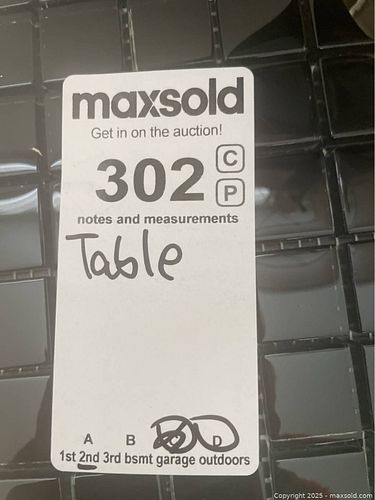 maxsold
Get in on the auction!
302 C
P
notes and measurements
Table
A B D
1st 2nd 3rd bsmt garage outdoors
Copyright 2025 - maxsold.com